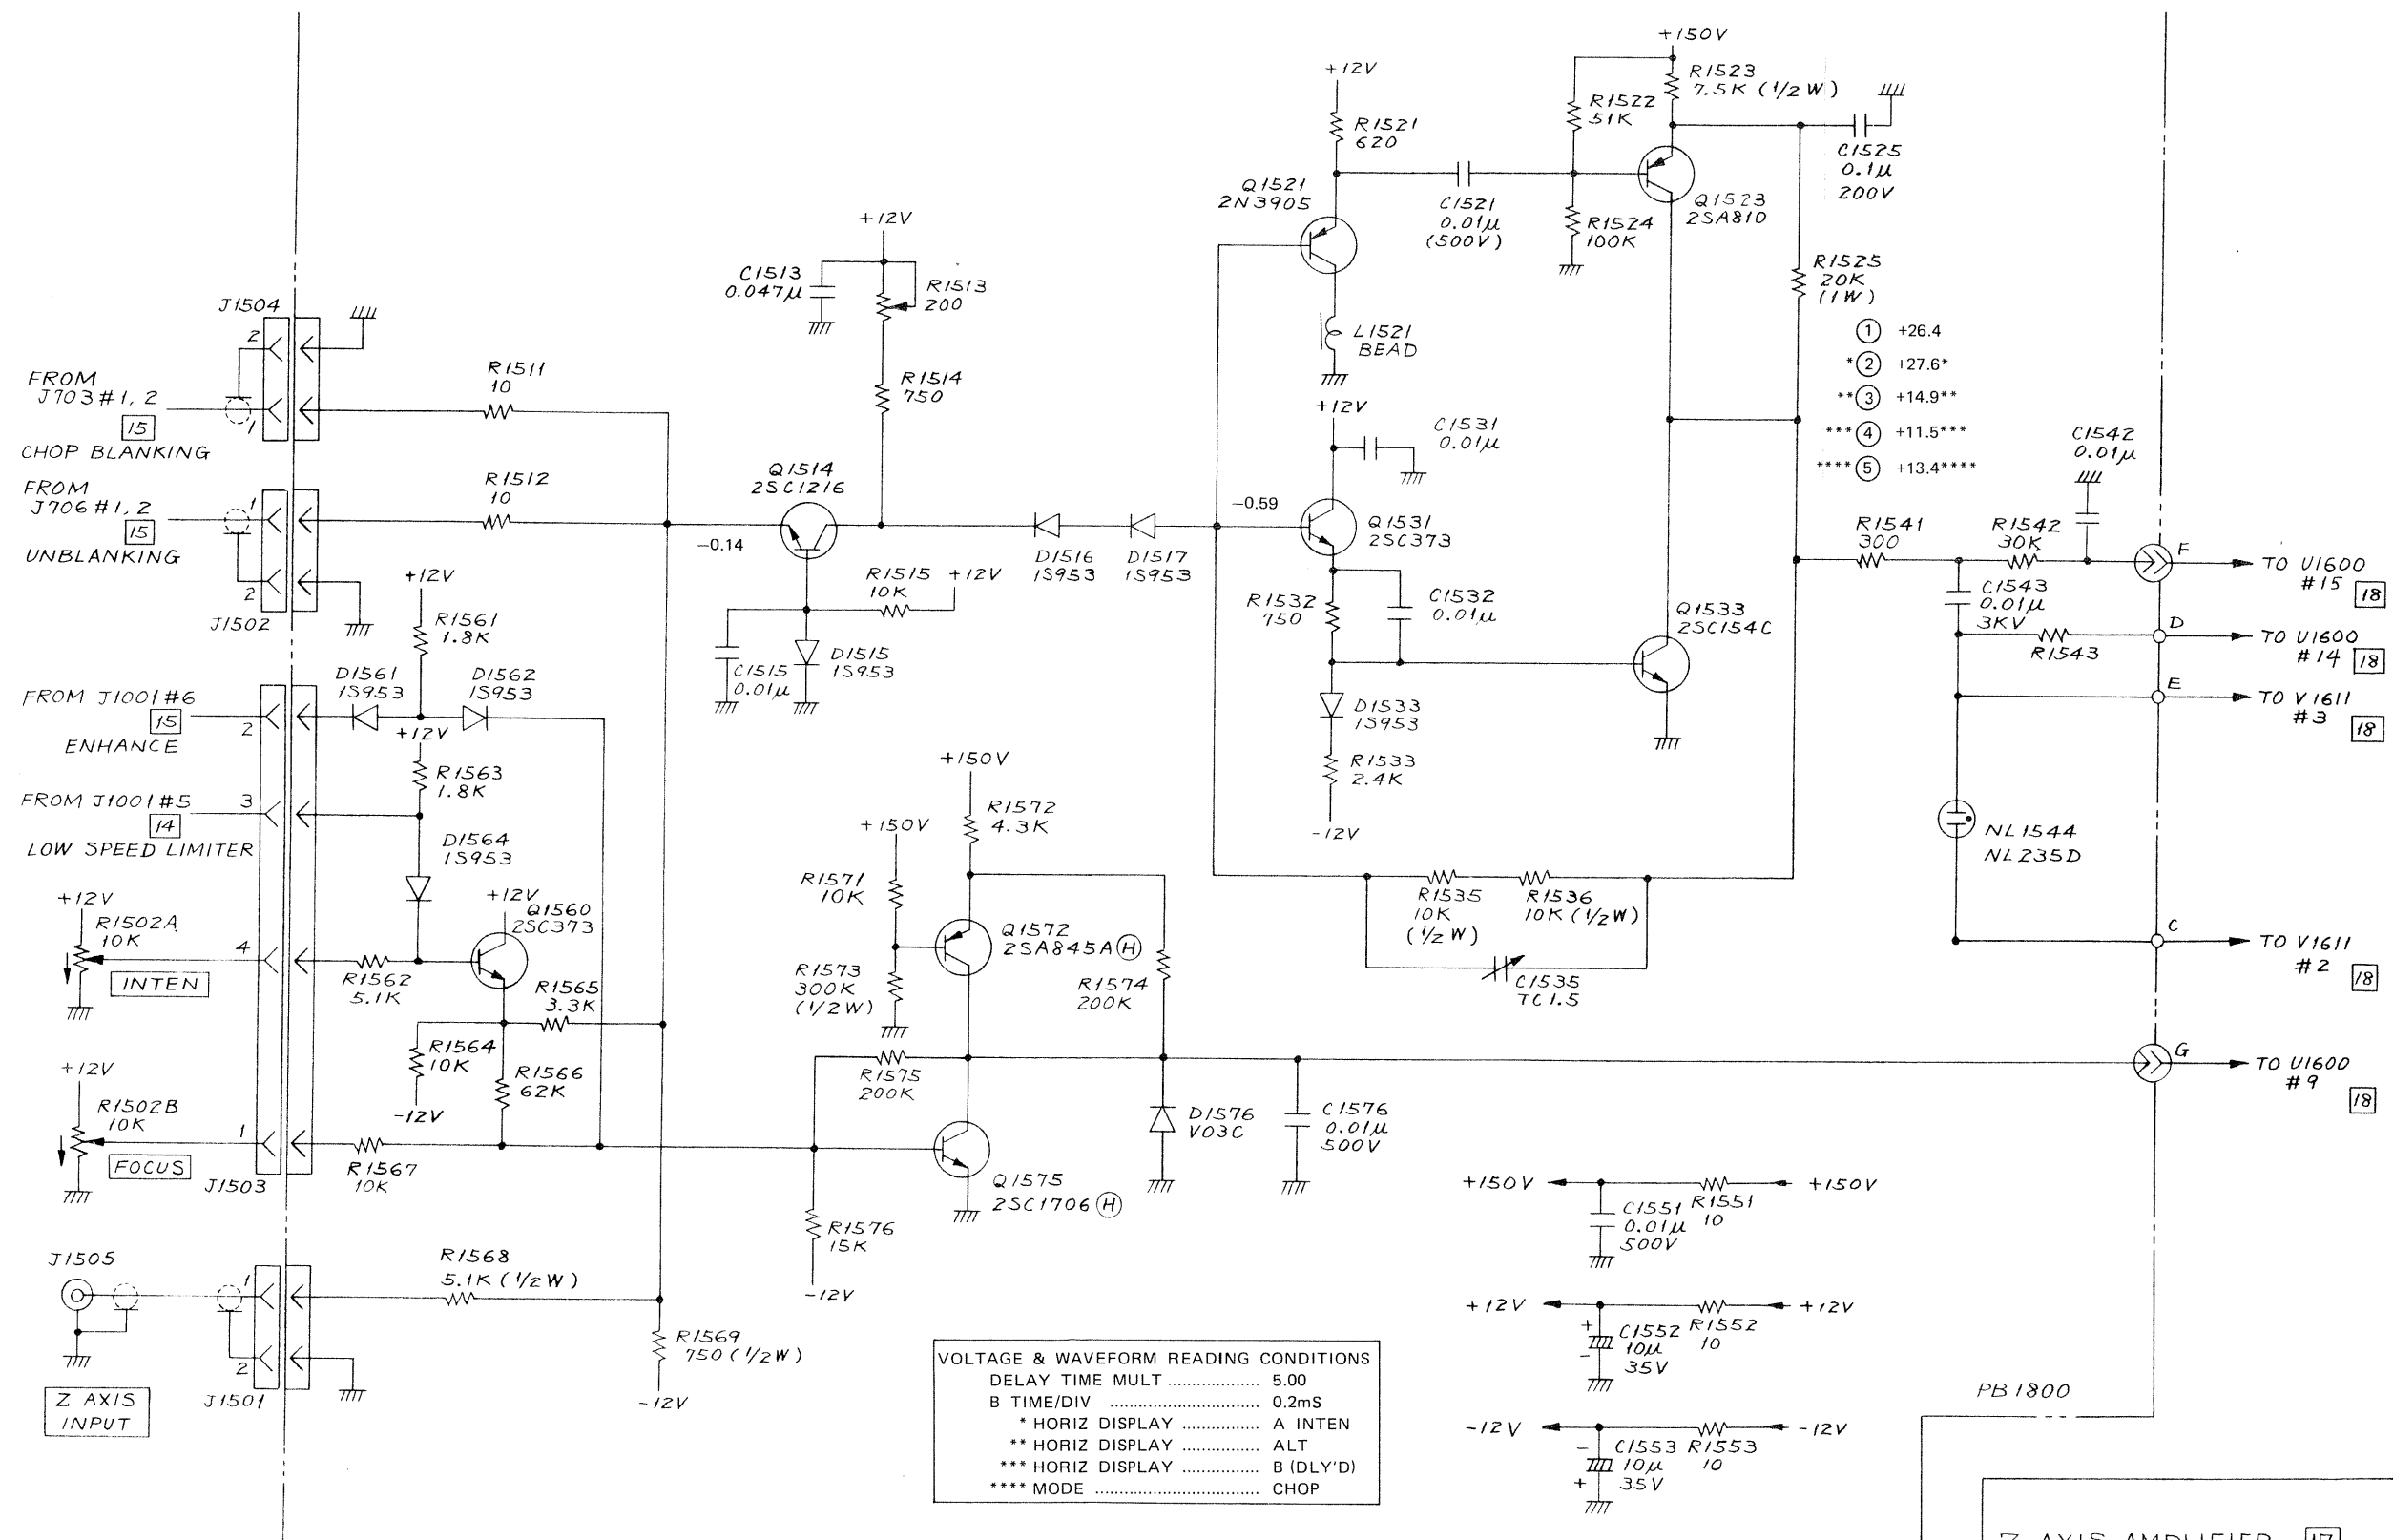 +150V
R1523
7.5K (1/2W)
+12V
R1522
51K
R1521
620
C1525
0.1μ
200V
Q1521
2N3905
C1521
0.01μ
(500V)
R1524
100K
Q1523
2SA810
+12V
C1513
0.047μ
R1513
200
R1525
20K
(1W)
L1521
BEAD
J1504
2
1
FROM
J703#1, 2
15
CHOP BLANKING
R1511
10
R1514
750
+12V
C1531
0.01μ
① +26.4
*② +27.6*
**③ +14.9**
***④ +11.5***
****⑤ +13.4****
C1542
0.01μ
FROM
J706#1, 2
15
UNBLANKING
1
2
J1502
R1512
10
Q1514
2SC1216
-0.14
-0.59
D1516
1S953
D1517
1S953
Q1531
2SC373
R1541
300
R1542
30K
F
TO U1600
#15
18
+12V
R1561
1.8K
R1515
10K
+12V
R1532
750
C1532
0.01μ
Q1533
2SC154C
C1543
0.01μ
3KV
D
TO U1600
#14
18
R1543
C1515
0.01μ
D1515
1S953
D1561
1S953
D1562
1S953
FROM J1001#6
15
ENHANCE
2
+12V
D1533
1S953
E
TO V1611
#3
18
R1563
1.8K
+150V
R1533
2.4K
-12V
FROM J1001#5
14
LOW SPEED LIMITER
3
D1564
1S953
+150V
R1572
4.3K
NL1544
NL235D
+12V
R1502A
10K
INTEN
4
+12V
Q1560
2SC373
R1571
10K
R1535
10K
(1/2W)
R1536
10K (1/2W)
C
TO V1611
#2
18
R1562
5.1K
R1565
3.3K
Q1572
2SA845A Ⓗ
R1573
300K
(1/2W)
R1574
200K
C1535
TC1.5
R1564
10K
-12V
R1566
62K
R1575
200K
G
TO U1600
#9
18
+12V
R1502B
10K
FOCUS
1
J1503
R1567
10K
D1576
V03C
C1576
0.01μ
500V
Q1575
2SC1706 Ⓗ
R1576
15K
-12V
+150V
C1551
0.01μ
500V
R1551
10
+150V
J1505
Z AXIS
INPUT
1
2
J1501
R1568
5.1K (1/2W)
R1569
750 (1/2W)
-12V
+12V
+
-
C1552
10μ
35V
R1552
10
+12V
-12V
-
+
C1553
10μ
35V
R1553
10
-12V
VOLTAGE & WAVEFORM READING CONDITIONS
DELAY TIME MULT .................. 5.00
B TIME/DIV .............................. 0.2mS
* HORIZ DISPLAY ............... A INTEN
** HORIZ DISPLAY ............... ALT
*** HORIZ DISPLAY ............... B (DLY'D)
**** MODE ................................ CHOP
PB 1800
Z AXIS AMPLIFIER 17